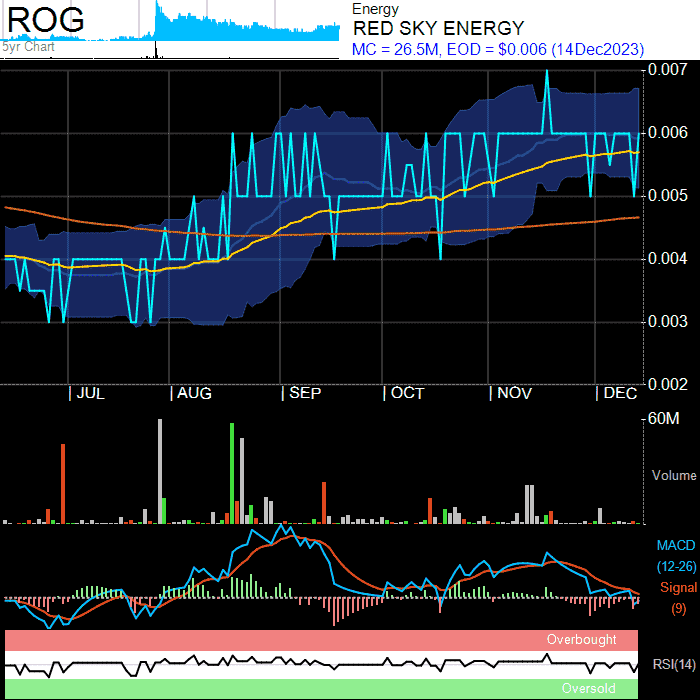 ROG
5yr Chart
Energy
RED SKY ENERGY
MC = 26.5M, EOD = $0.006 (14Dec2023)
0.007
0.006
0.005
0.004
0.003
0.002
JUL AUG SEP OCT NOV DEC
60M
Volume
MACD
(12-26)
Signal
(9)
Overbought
RSI(14)
Oversold